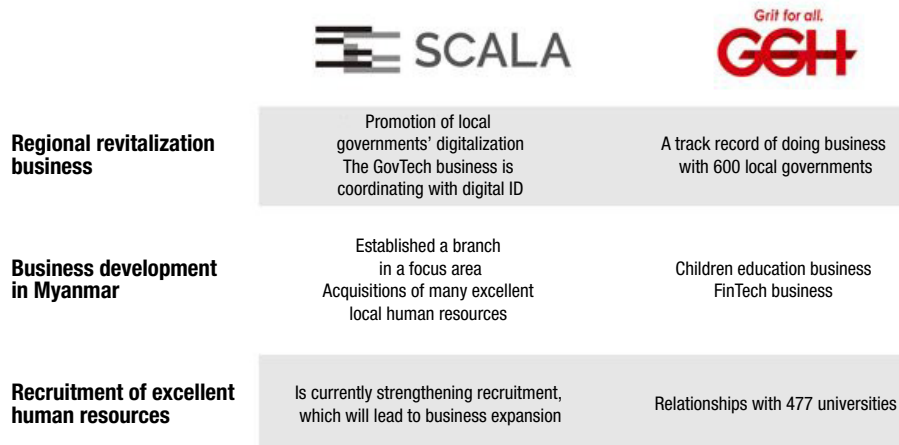 SCALA
Grit for all.
GGH
Regional revitalization
business
Promotion of local
governments’ digitalization
The GovTech business is
coordinating with digital ID
A track record of doing business
with 600 local governments
Business development
in Myanmar
Established a branch
in a focus area
Acquisitions of many excellent
local human resources
Children education business
FinTech business
Recruitment of excellent
human resources
Is currently strengthening recruitment,
which will lead to business expansion
Relationships with 477 universities